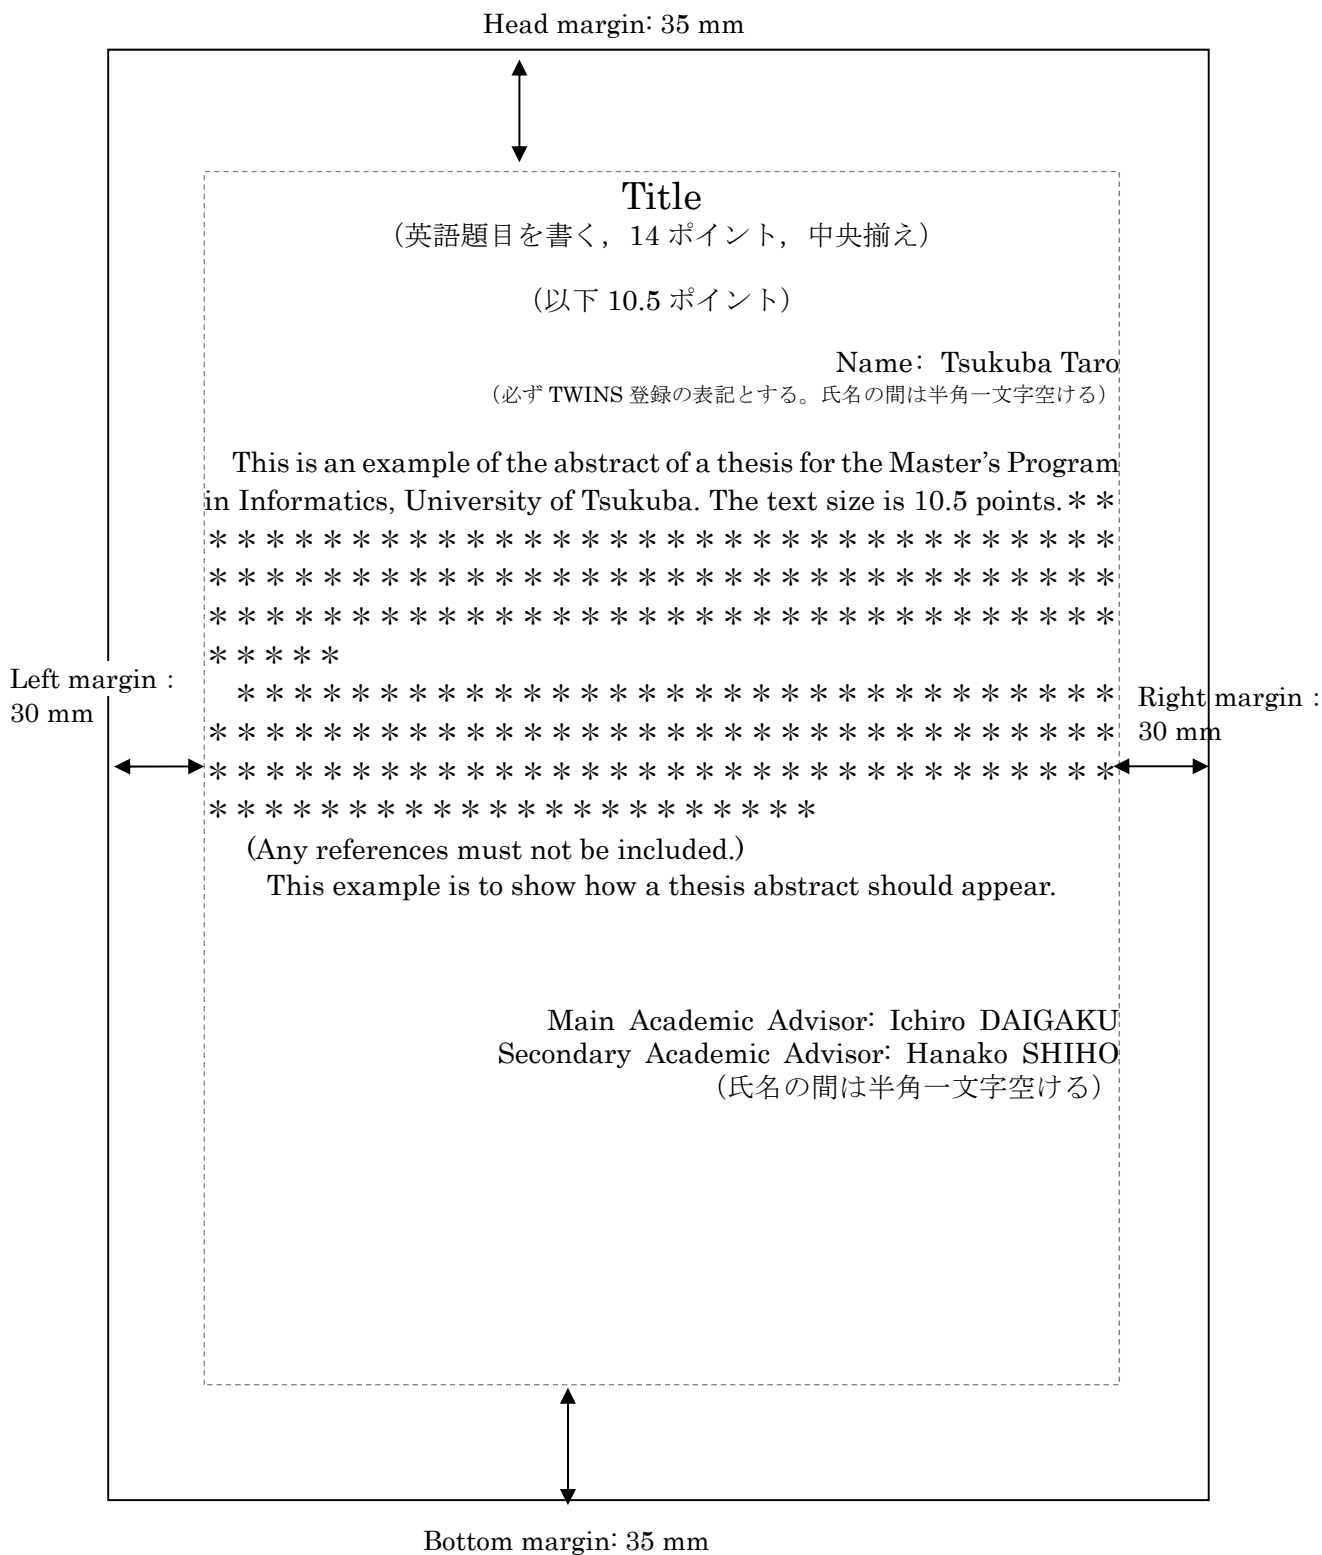 Head margin: 35 mm
Title
（英語題目を書く，14 ポイント，中央揃え）
（以下 10.5 ポイント）
Name: Tsukuba Taro
（必ず TWINS 登録の表記とする。氏名の間は半角一文字空ける）
This is an example of the abstract of a thesis for the Master’s Program
in Informatics, University of Tsukuba. The text size is 10.5 points.＊＊
＊＊＊＊＊＊＊＊＊＊＊＊＊＊＊＊＊＊＊＊＊＊＊＊＊＊＊＊＊＊＊＊
＊＊＊＊＊＊＊＊＊＊＊＊＊＊＊＊＊＊＊＊＊＊＊＊＊＊＊＊＊＊＊＊
＊＊＊＊＊＊＊＊＊＊＊＊＊＊＊＊＊＊＊＊＊＊＊＊＊＊＊＊＊＊＊＊
＊＊＊＊＊
Left margin :
30 mm
＊＊＊＊＊＊＊＊＊＊＊＊＊＊＊＊＊＊＊＊＊＊＊＊＊＊＊＊＊＊＊
Right margin :
30 mm
＊＊＊＊＊＊＊＊＊＊＊＊＊＊＊＊＊＊＊＊＊＊＊＊＊＊＊＊＊＊＊＊
＊＊＊＊＊＊＊＊＊＊＊＊＊＊＊＊＊＊＊＊＊＊＊＊＊＊＊＊＊＊＊＊
＊＊＊＊＊＊＊＊＊＊＊＊＊＊＊＊＊＊＊＊＊＊
(Any references must not be included.)
This example is to show how a thesis abstract should appear.
Main Academic Advisor: Ichiro DAIGAKU
Secondary Academic Advisor: Hanako SHIHO
（氏名の間は半角一文字空ける）
Bottom margin: 35 mm